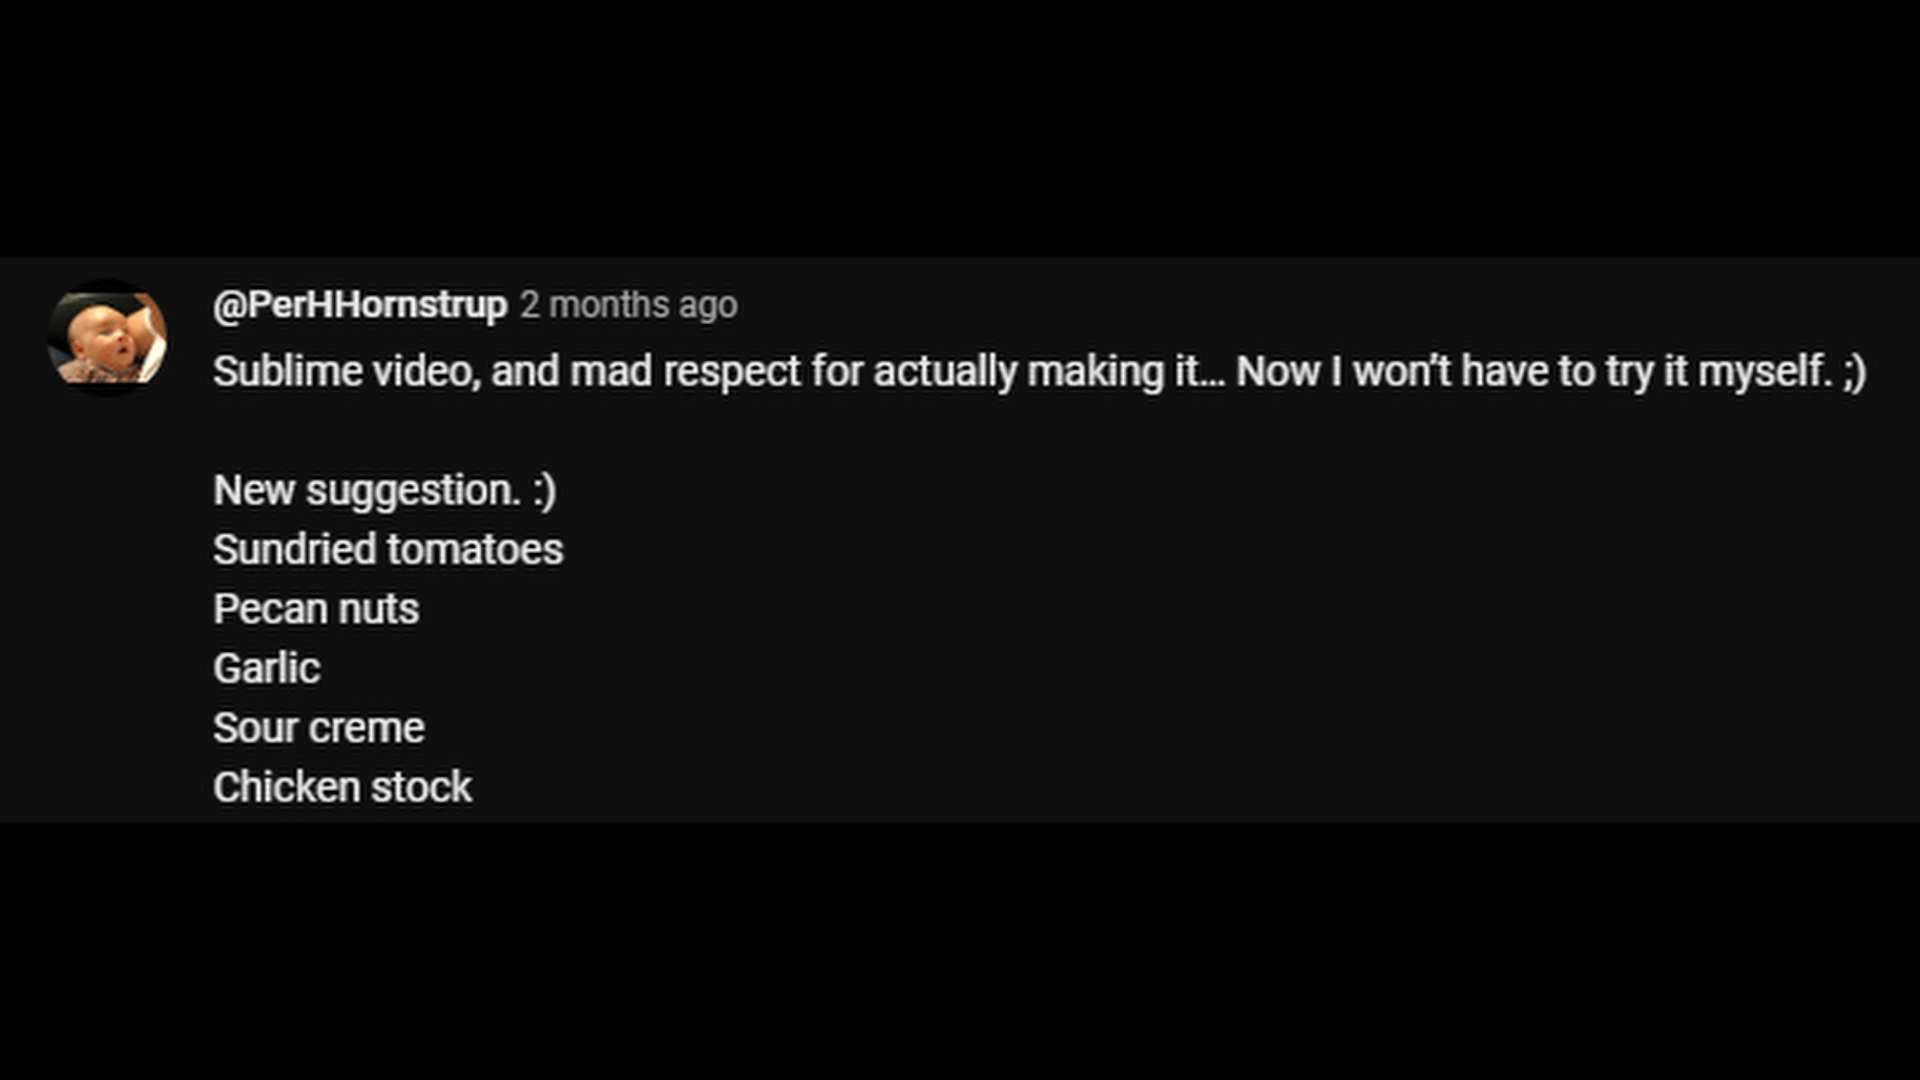 @PerHHornstrup 2 months ago
Sublime video, and mad respect for actually making it... Now I won't have to try it myself. ;)
New suggestion. :)
Sundried tomatoes
Pecan nuts
Garlic
Sour creme
Chicken stock